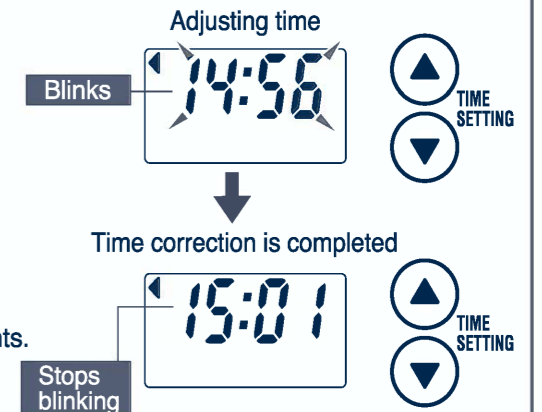 Adjusting time
14:56
Blinks
TIME
SETTING
Time correction is completed
15:01
TIME
SETTING
Stops
blinking